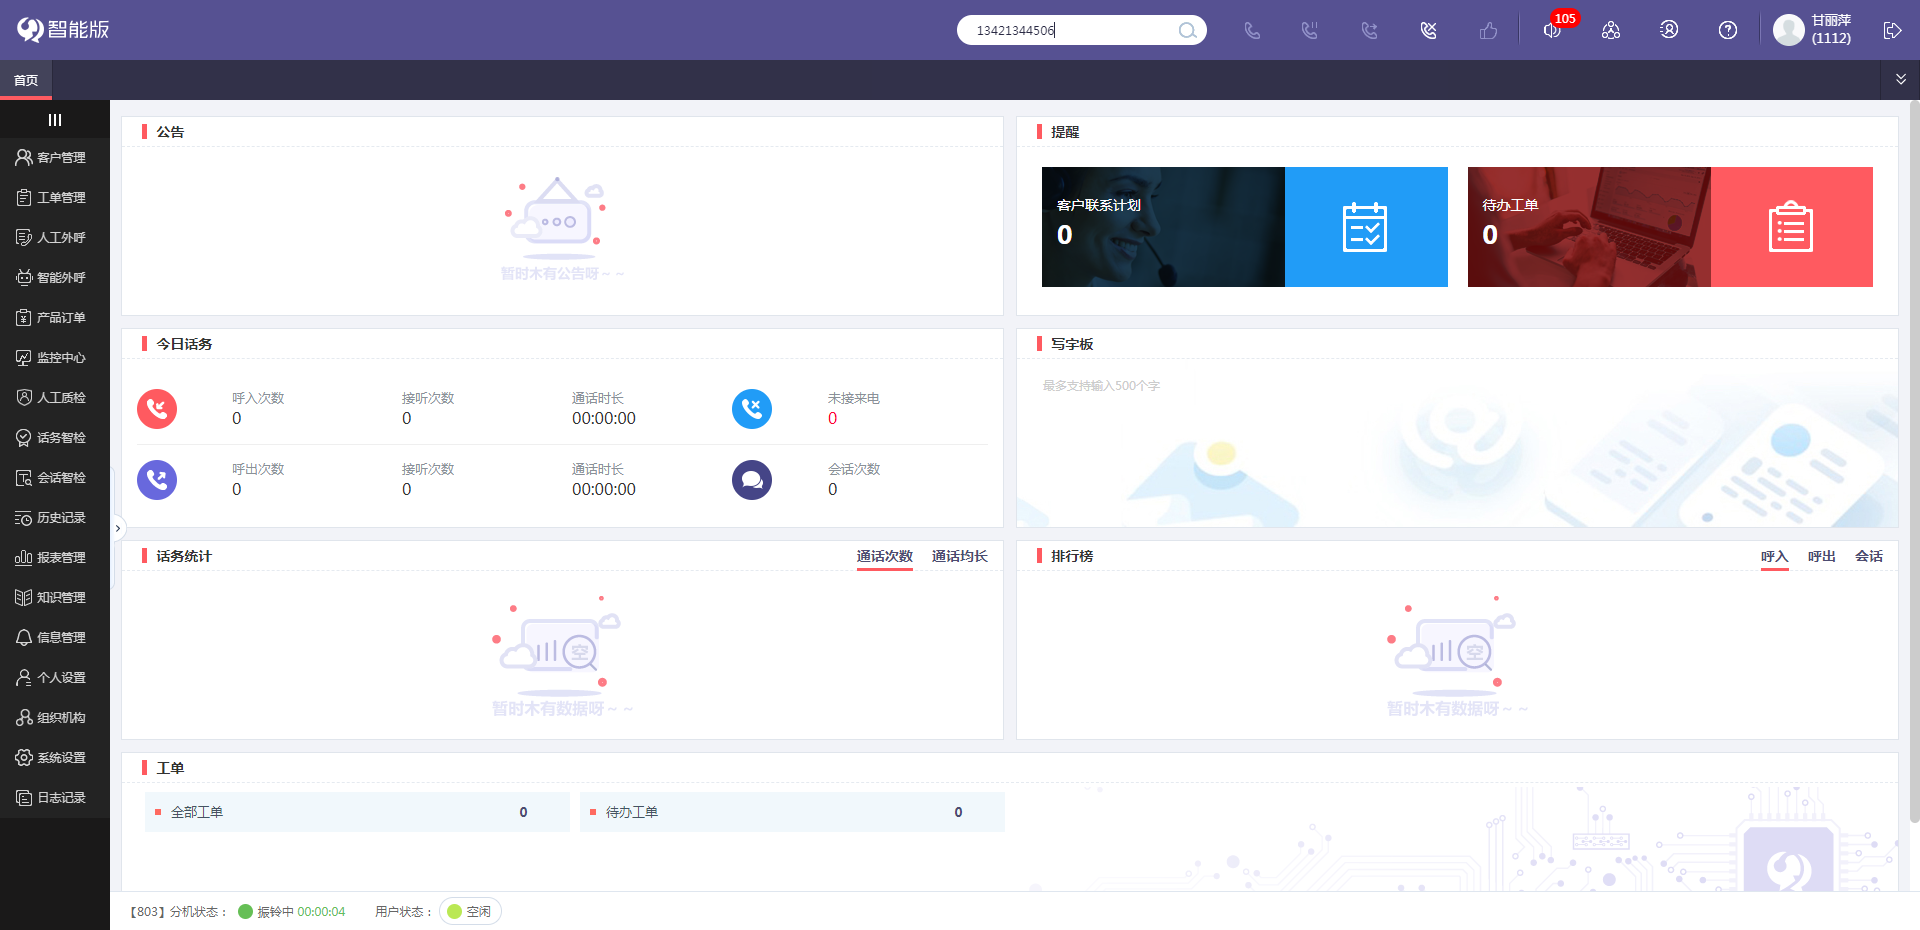 智能版
13421344506
105
甘丽萍
(1112)
首页
客户管理
工单管理
人工外呼
智能外呼
产品订单
监控中心
人工质检
话务智检
会话智检
历史记录
报表管理
知识管理
信息管理
个人设置
组织机构
系统设置
日志记录
公告
暂时木有公告呀~ ~
提醒
客户联系计划
0
待办工单
0
今日话务
呼入次数
0
接听次数
0
通话时长
00:00:00
未接来电
0
呼出次数
0
接听次数
0
通话时长
00:00:00
会话次数
0
写字板
最多支持输入500个字
话务统计
通话次数 通话均长
空
暂时木有数据呀~ ~
排行榜
呼入 呼出 会话
空
暂时木有数据呀~ ~
工单
全部工单 0
待办工单 0
【803】分机状态： 振铃中 00:00:04 用户状态： 空闲